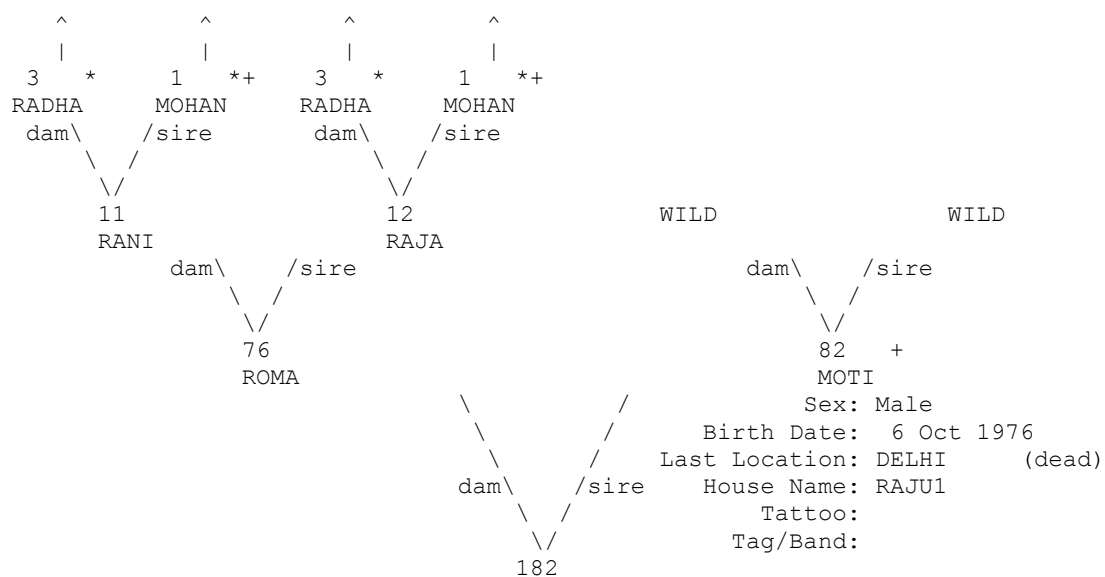 ^ ^ ^ ^
| | | |
3 * 1 *+ 3 * 1 *+
RADHA MOHAN RADHA MOHAN
dam\ /sire dam\ /sire
\ / \ /
\/ \/
11 12 WILD WILD
RANI RAJA
dam\ /sire dam\ /sire
\ / \ /
\/ \/
76 82 +
ROMA MOTI
\ / Sex: Male
\ / Birth Date: 6 Oct 1976
\ / Last Location: DELHI (dead)
dam\ /sire House Name: RAJU1
\ / Tattoo:
\/ Tag/Band:
182